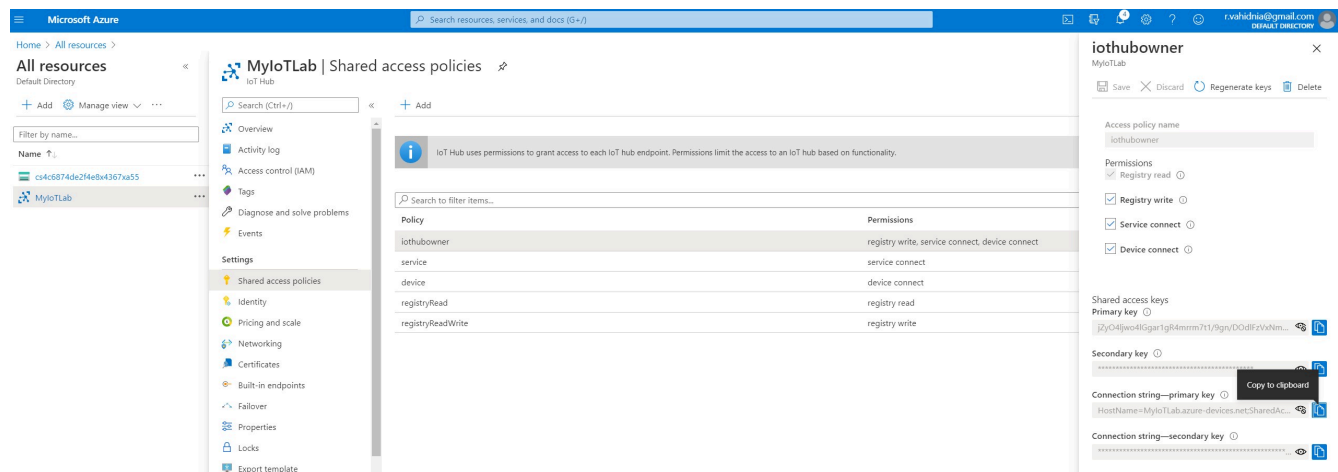 Microsoft Azure
Search resources, services, and docs (G+/)
4
r.vahidnia@gmail.com
DEFAULT DIRECTORY
Home > All resources >
All resources
Default Directory
+ Add Manage view ...
Filter by name...
Name
cs4c6874de2f4e8x4367xa55 ...
MyIoTLab ...
MyIoTLab | Shared access policies
IoT Hub
Search (Ctrl+/)
Overview
Activity log
Access control (IAM)
Tags
Diagnose and solve problems
Events
Settings
Shared access policies
Identity
Pricing and scale
Networking
Certificates
Built-in endpoints
Failover
Properties
Locks
Export template
+ Add
IoT Hub uses permissions to grant access to each IoT hub endpoint. Permissions limit the access to an IoT hub based on functionality.
Search to filter items...
Policy Permissions
iothubowner registry write, service connect, device connect
service service connect
device device connect
registryRead registry read
registryReadWrite registry write
iothubowner
MyIoTLab
Save Discard Regenerate keys Delete
Access policy name
iothubowner
Permissions
Registry read
Registry write
Service connect
Device connect
Shared access keys
Primary key
Secondary key
Copy to clipboard
Connection string—primary key
HostName=MyIoTLab.azure-devices.net;SharedAc...
Connection string—secondary key